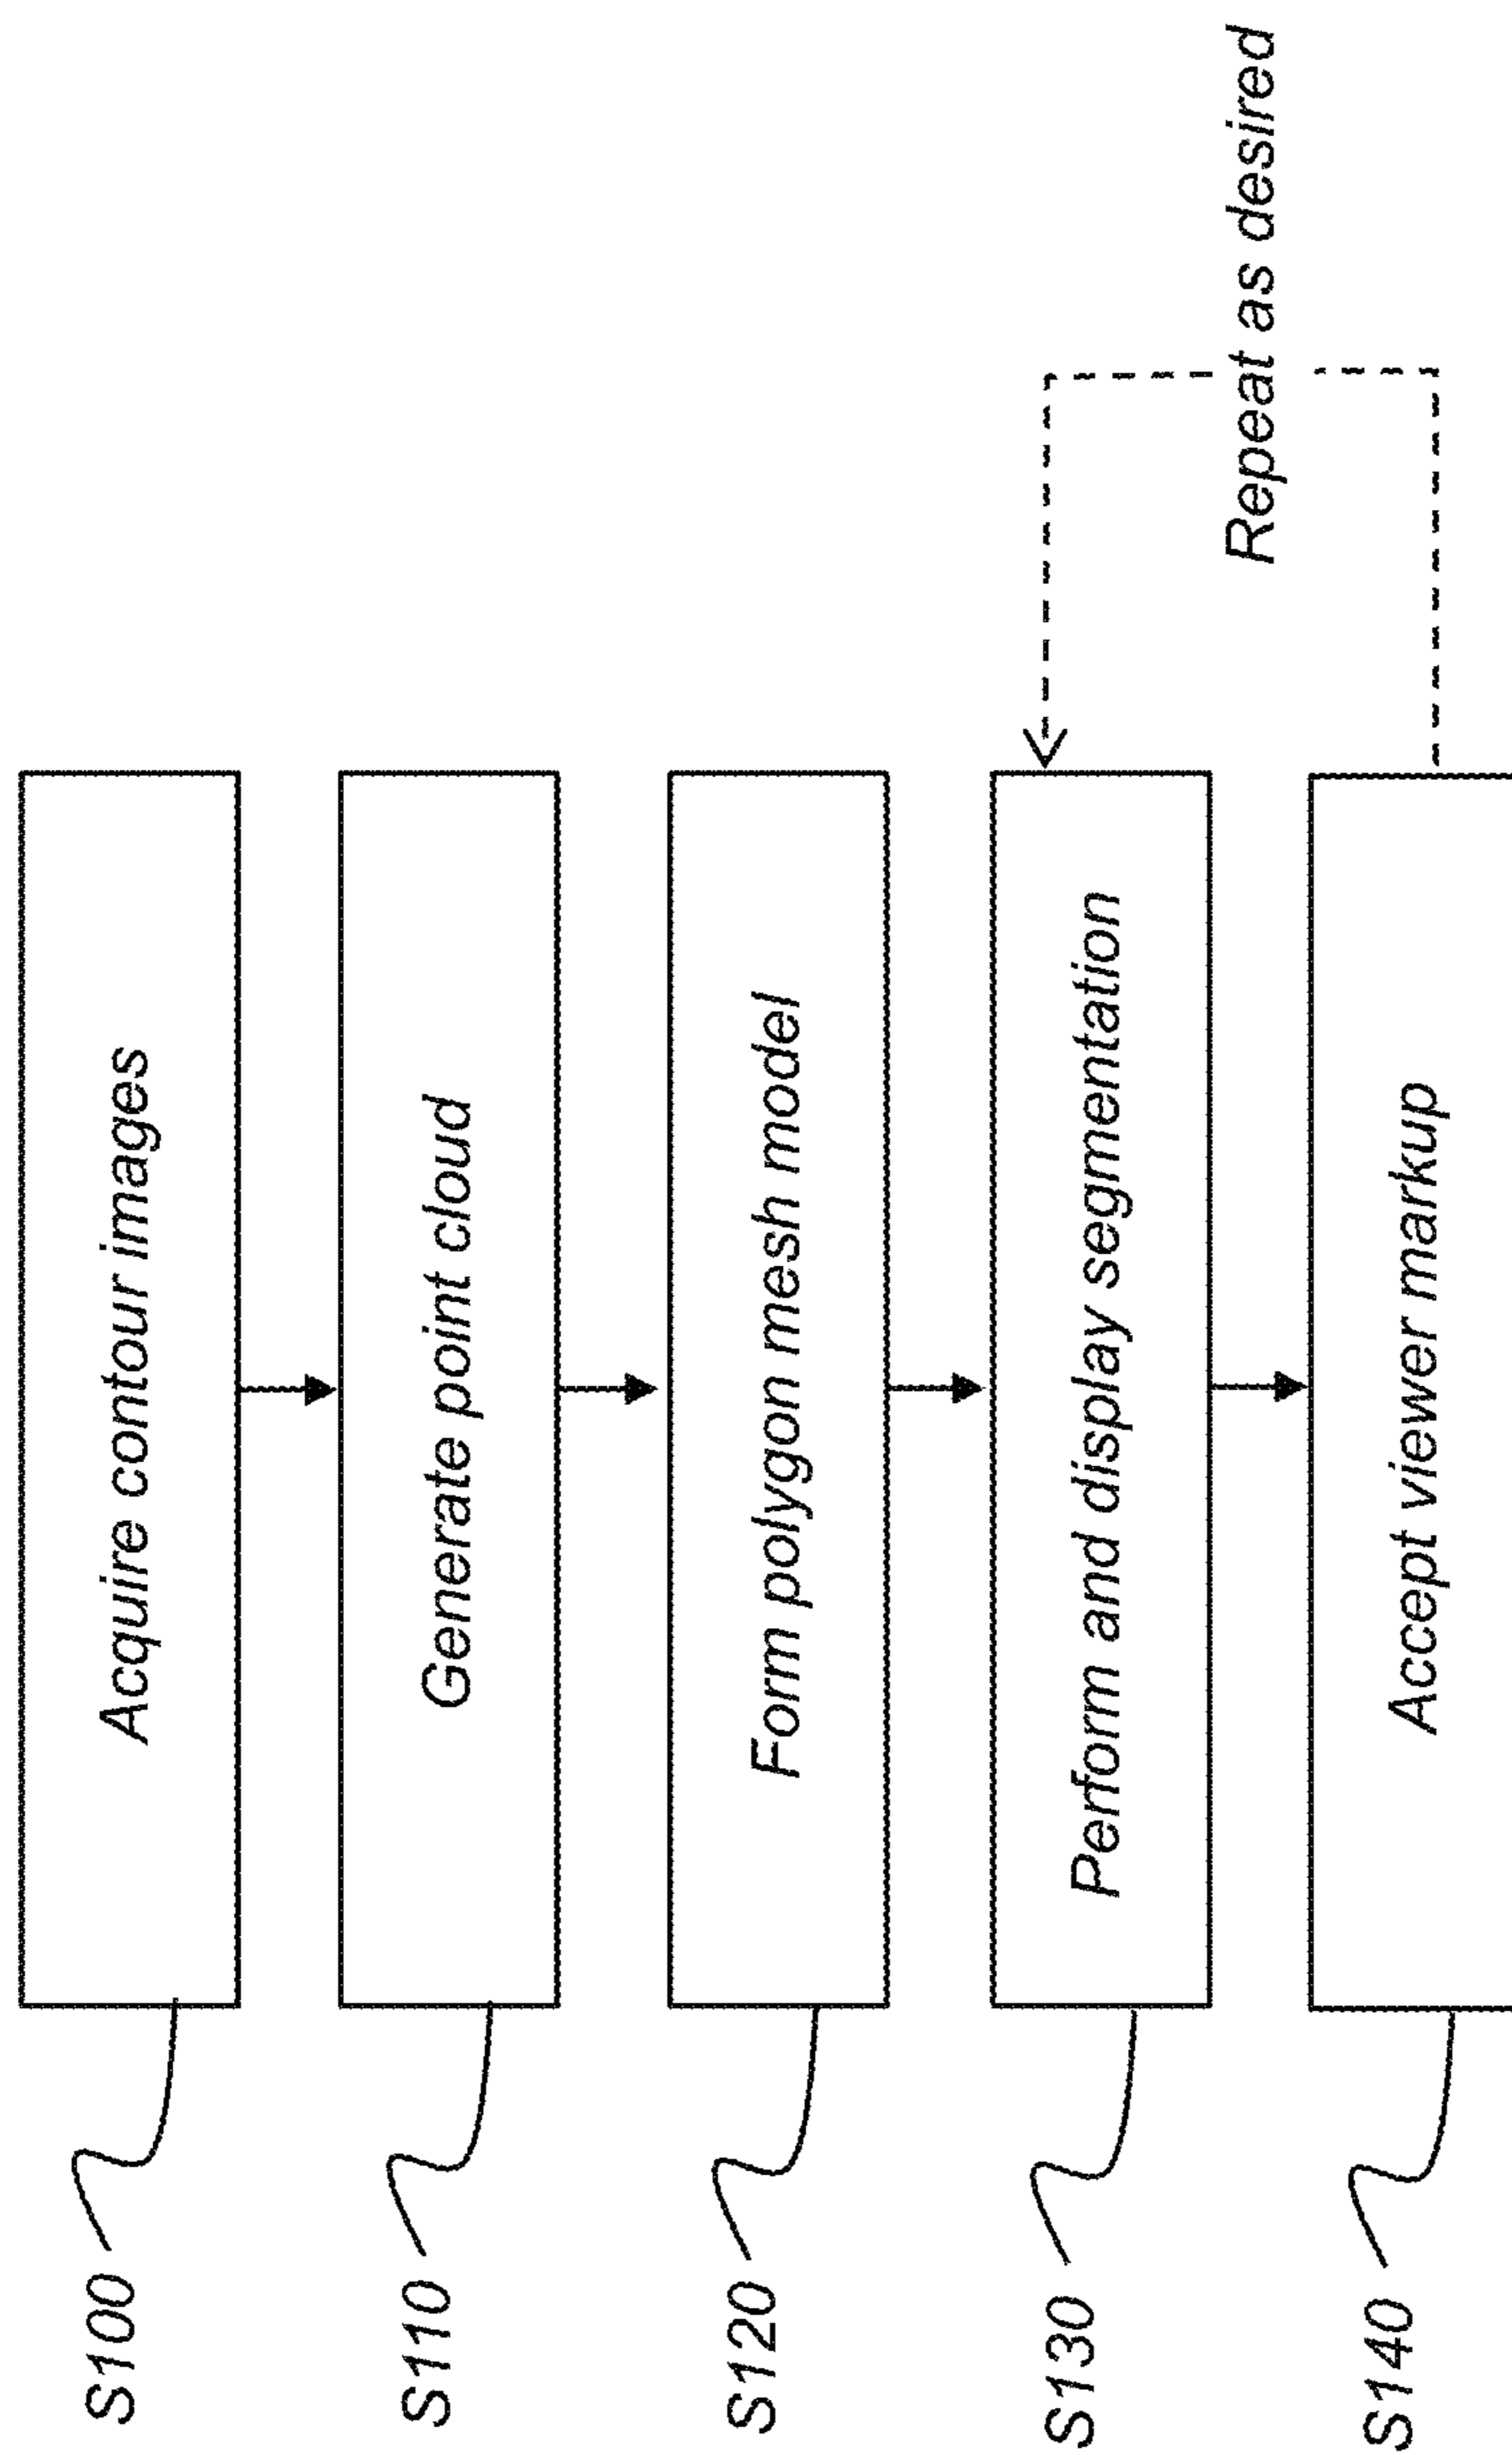 S100
Acquire contour images
S110
Generate point cloud
S120
Form polygon mesh model
S130
Perform and display segmentation
Repeat as desired
S140
Accept viewer markup